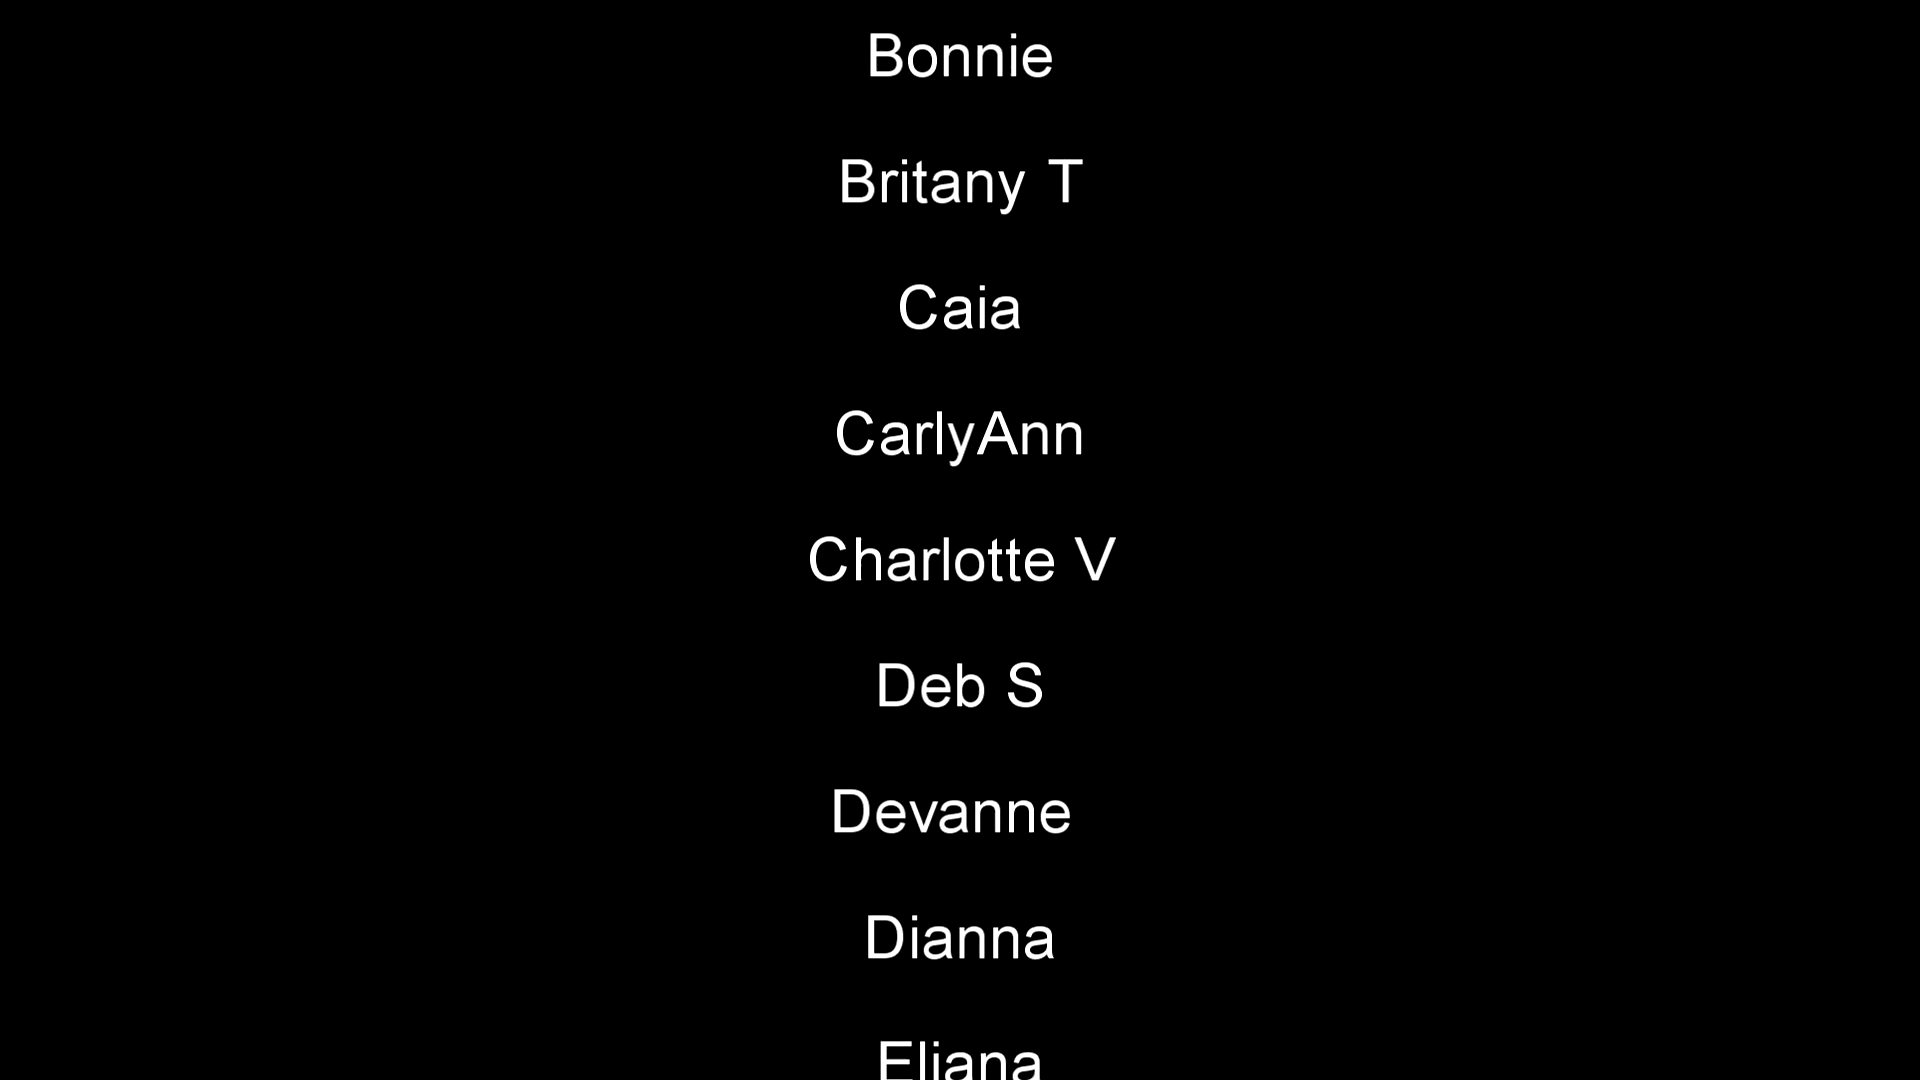 Bonnie
Britany T
Caia
CarlyAnn
Charlotte V
Deb S
Devanne
Dianna
Eliana